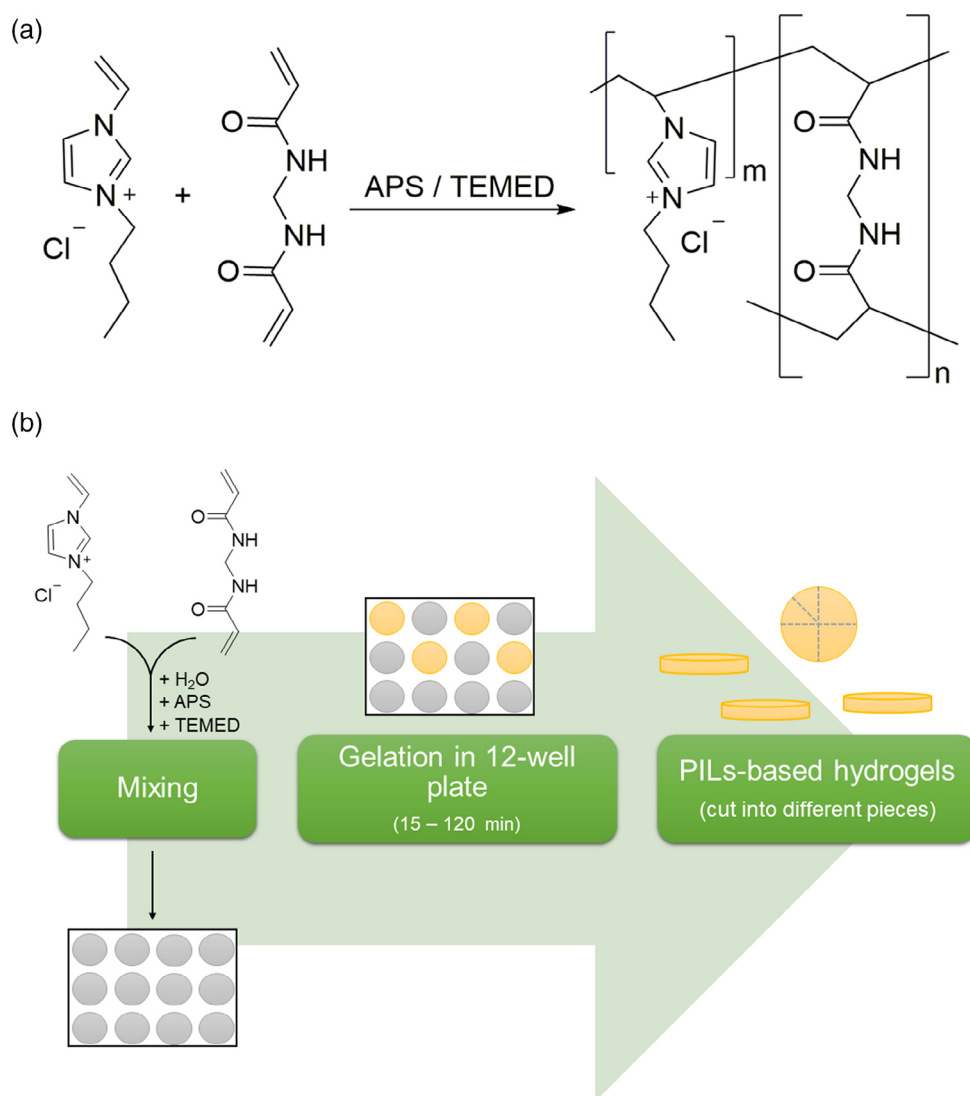 (a)
O
NH
NH
O
N
N
+
Cl−
+
APS / TEMED
N
N
+
Cl−
m
O
NH
NH
O
n
(b)
N
N
+
Cl−
O
NH
NH
O
+ H2O
+ APS
+ TEMED
Mixing
Gelation in 12-well
plate
(15 – 120 min)
PILs-based hydrogels
(cut into different pieces)